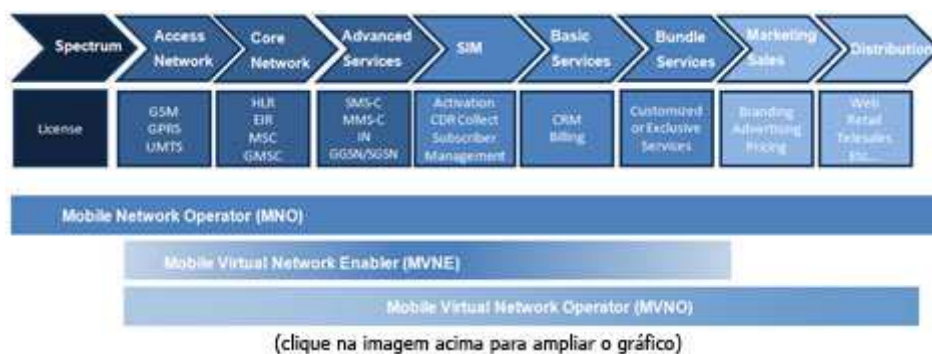 Spectrum
Access
Network
Core
Network
Advanced
Services
SIM
Basic
Services
Bundle
Services
Marketing
Sales
Distribution
License
GSM
GPRS
UMTS
HLR
EIR
MSC
GMSC
SMS-C
MMS-C
IN
GGSN/SGSN
Activation
CDR Collect
Subscriber
Management
CRM
Billing
Customized
or Exclusive
Services
Branding
Advertising
Pricing
Web
Retail
Telesales
Etc...
Mobile Network Operator (MNO)
Mobile Virtual Network Enabler (MVNE)
Mobile Virtual Network Operator (MVNO)
(clique na imagem acima para ampliar o gráfico)